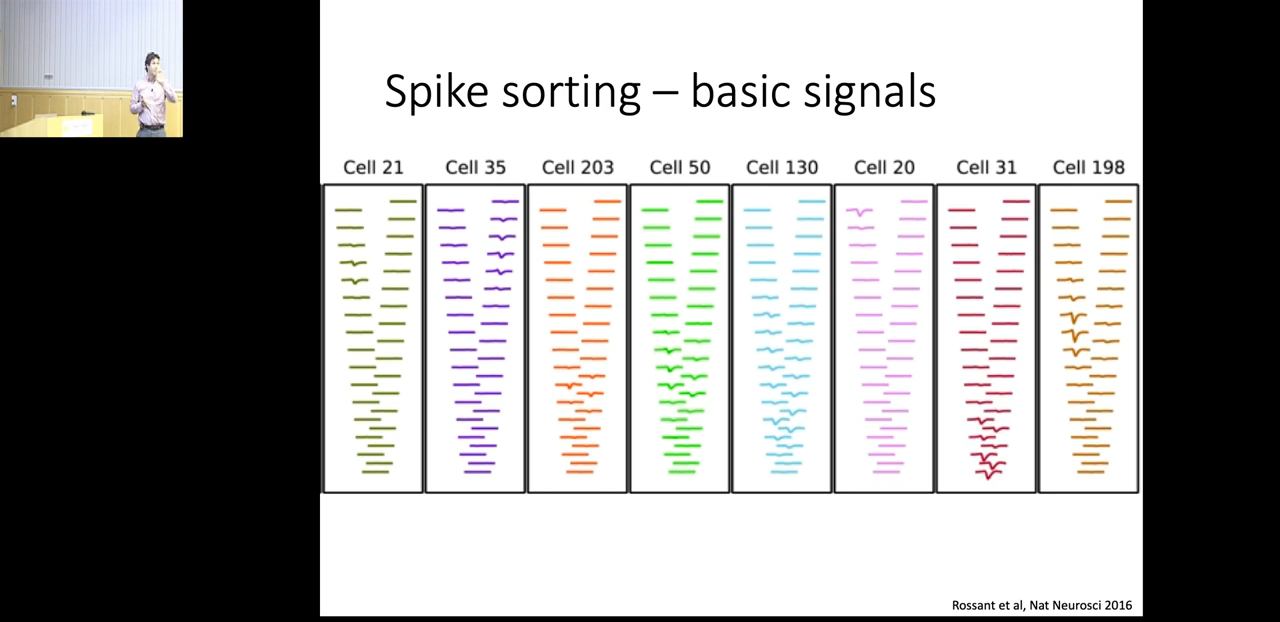 Spike sorting – basic signals
Cell 21 Cell 35 Cell 203 Cell 50 Cell 130 Cell 20 Cell 31 Cell 198
Rossant et al, Nat Neurosci 2016